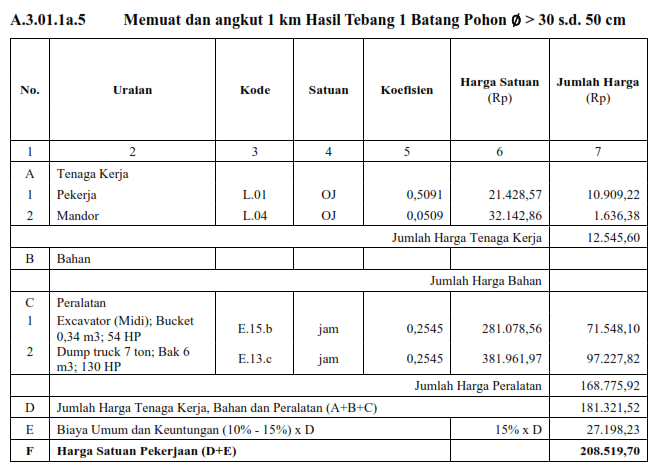 A.3.01.1a.5 Memuat dan angkut 1 km Hasil Tebang 1 Batang Pohon Ø > 30 s.d. 50 cm
No. Uraian Kode Satuan Koefisien Harga Satuan (Rp) Jumlah Harga (Rp)
1 2 3 4 5 6 7
A Tenaga Kerja
1 Pekerja L.01 OJ 0,5091 21.428,57 10.909,22
2 Mandor L.04 OJ 0,0509 32.142,86 1.636,38
Jumlah Harga Tenaga Kerja 12.545,60
B Bahan
Jumlah Harga Bahan
C Peralatan
1 Excavator (Midi); Bucket
0,34 m3; 54 HP E.15.b jam 0,2545 281.078,56 71.548,10
2 Dump truck 7 ton; Bak 6
m3; 130 HP E.13.c jam 0,2545 381.961,97 97.227,82
Jumlah Harga Peralatan 168.775,92
D Jumlah Harga Tenaga Kerja, Bahan dan Peralatan (A+B+C) 181.321,52
E Biaya Umum dan Keuntungan (10% - 15%) x D 15% x D 27.198,23
F Harga Satuan Pekerjaan (D+E) 208.519,70